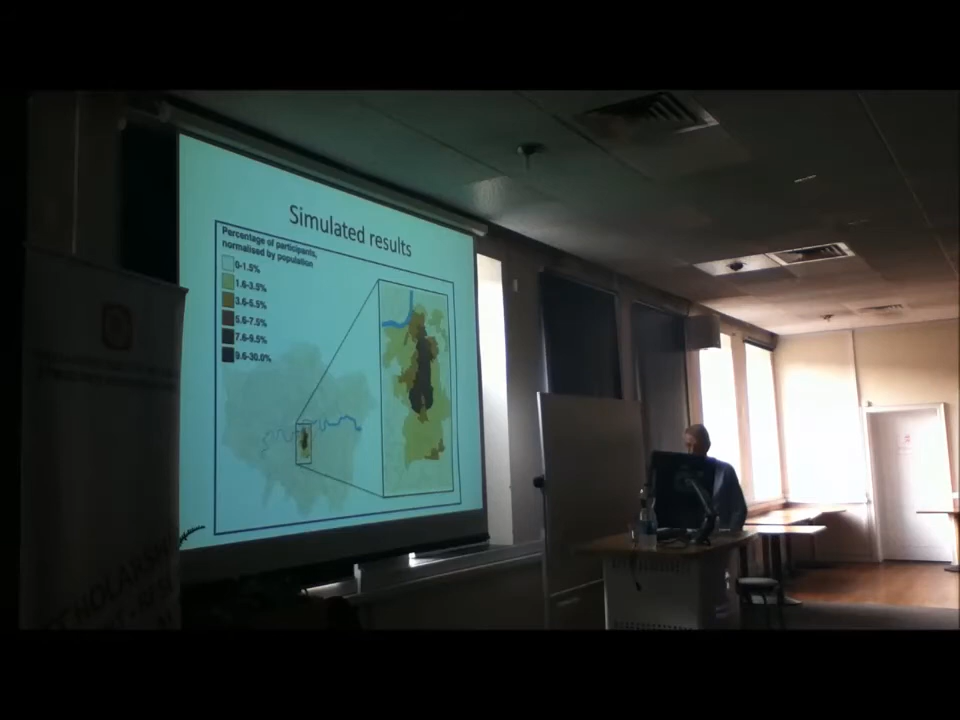 Simulated results
Percentage of participants,
normalised by population
0-1.5%
1.6-3.5%
3.6-5.5%
5.6-7.5%
7.6-9.5%
9.6-30.0%